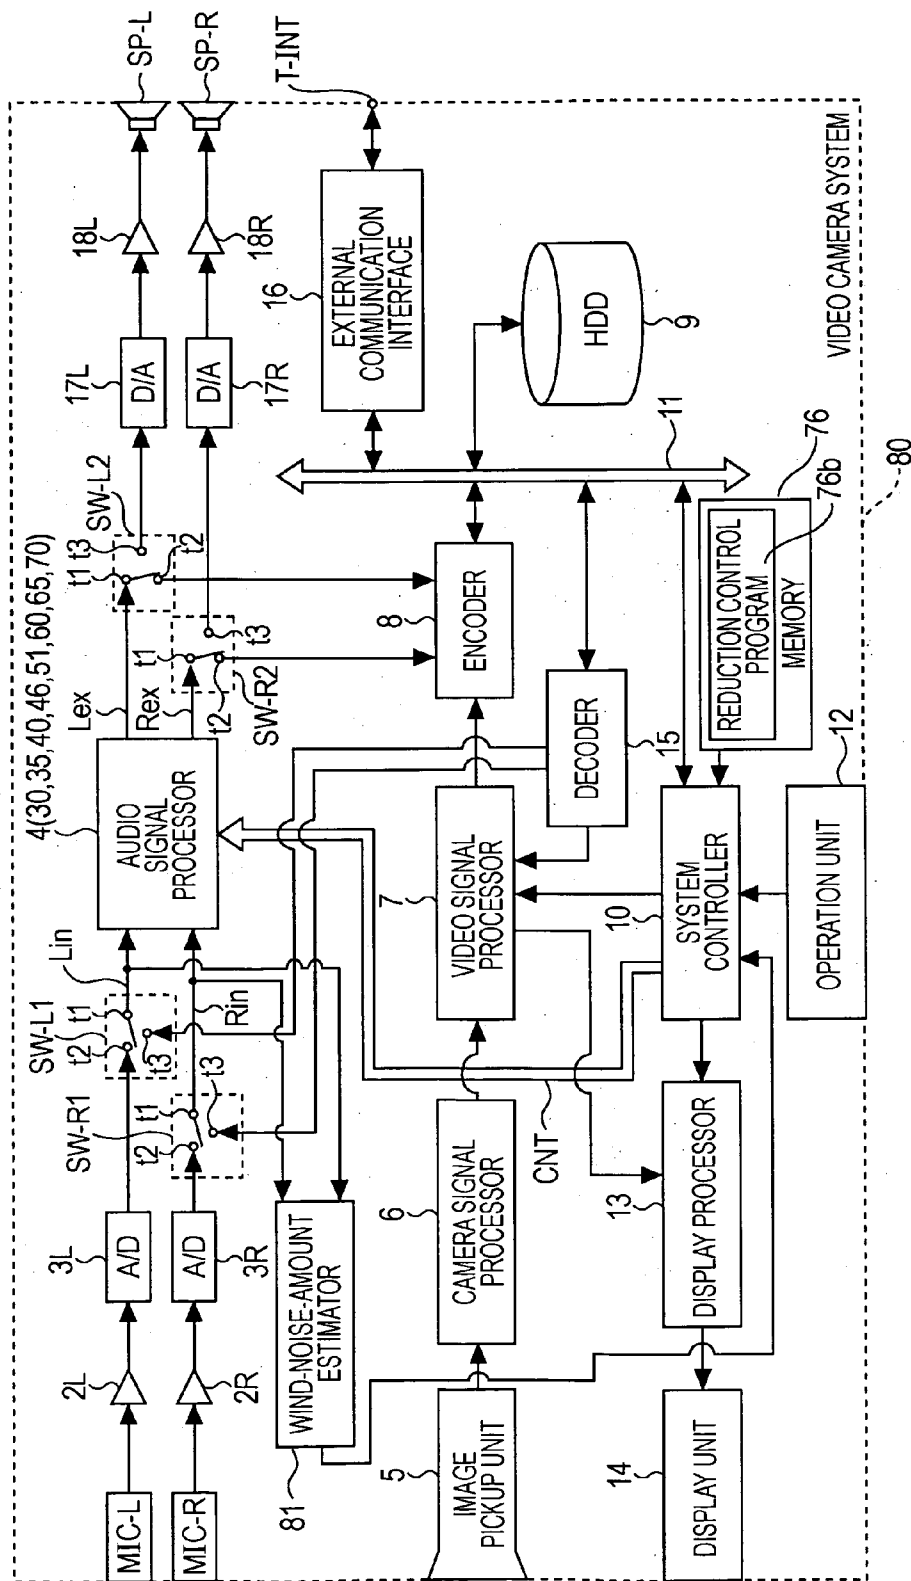 MIC-L
2L
3L
A/D
SW-L1
t2
t1
t3
Lin
4(30,35,40,46,51,60,65,70)
AUDIO
SIGNAL
PROCESSOR
Lex
Rex
t1
t3
t2
SW-L2
17L
D/A
18L
SP-L
MIC-R
2R
A/D
3R
SW-R1
t2
t1
t3
Rin
t1
t3
t2
SW-R2
D/A
17R
18R
SP-R
T-INT
81
WIND-NOISE-AMOUNT
ESTIMATOR
16
EXTERNAL
COMMUNICATION
INTERFACE
5
IMAGE
PICKUP UNIT
6
CAMERA SIGNAL
PROCESSOR
7
VIDEO SIGNAL
PROCESSOR
8
ENCODER
HDD
9
DECODER
15
11
CNT
14
DISPLAY UNIT
13
DISPLAY PROCESSOR
10
SYSTEM
CONTROLLER
REDUCTION CONTROL
PROGRAM
MEMORY
76
76b
OPERATION UNIT
12
VIDEO CAMERA SYSTEM
80